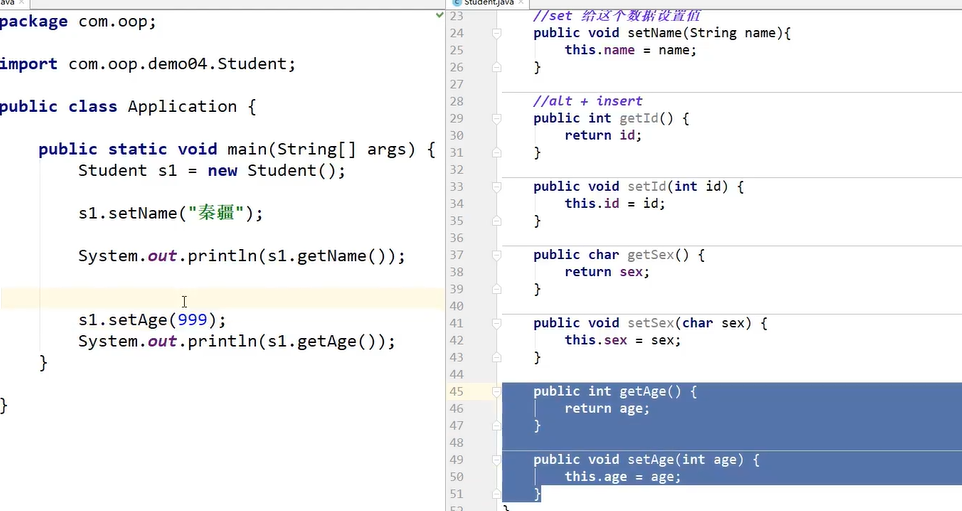 ava
package com.oop;
import com.oop.demo04.Student;
public class Application {
public static void main(String[] args) {
Student s1 = new Student();
s1.setName("秦疆");
System.out.println(s1.getName());
s1.setAge(999);
System.out.println(s1.getAge());
}
}
Student.java
23 //set 给这个数据设置值
24 public void setName(String name){
25 this.name = name;
26 }
27
28 //alt + insert
29 public int getId() {
30 return id;
31 }
32
33 public void setId(int id) {
34 this.id = id;
35 }
36
37 public char getSex() {
38 return sex;
39 }
40
41 public void setSex(char sex) {
42 this.sex = sex;
43 }
44
45 public int getAge() {
46 return age;
47 }
48
49 public void setAge(int age) {
50 this.age = age;
51 }
52 }